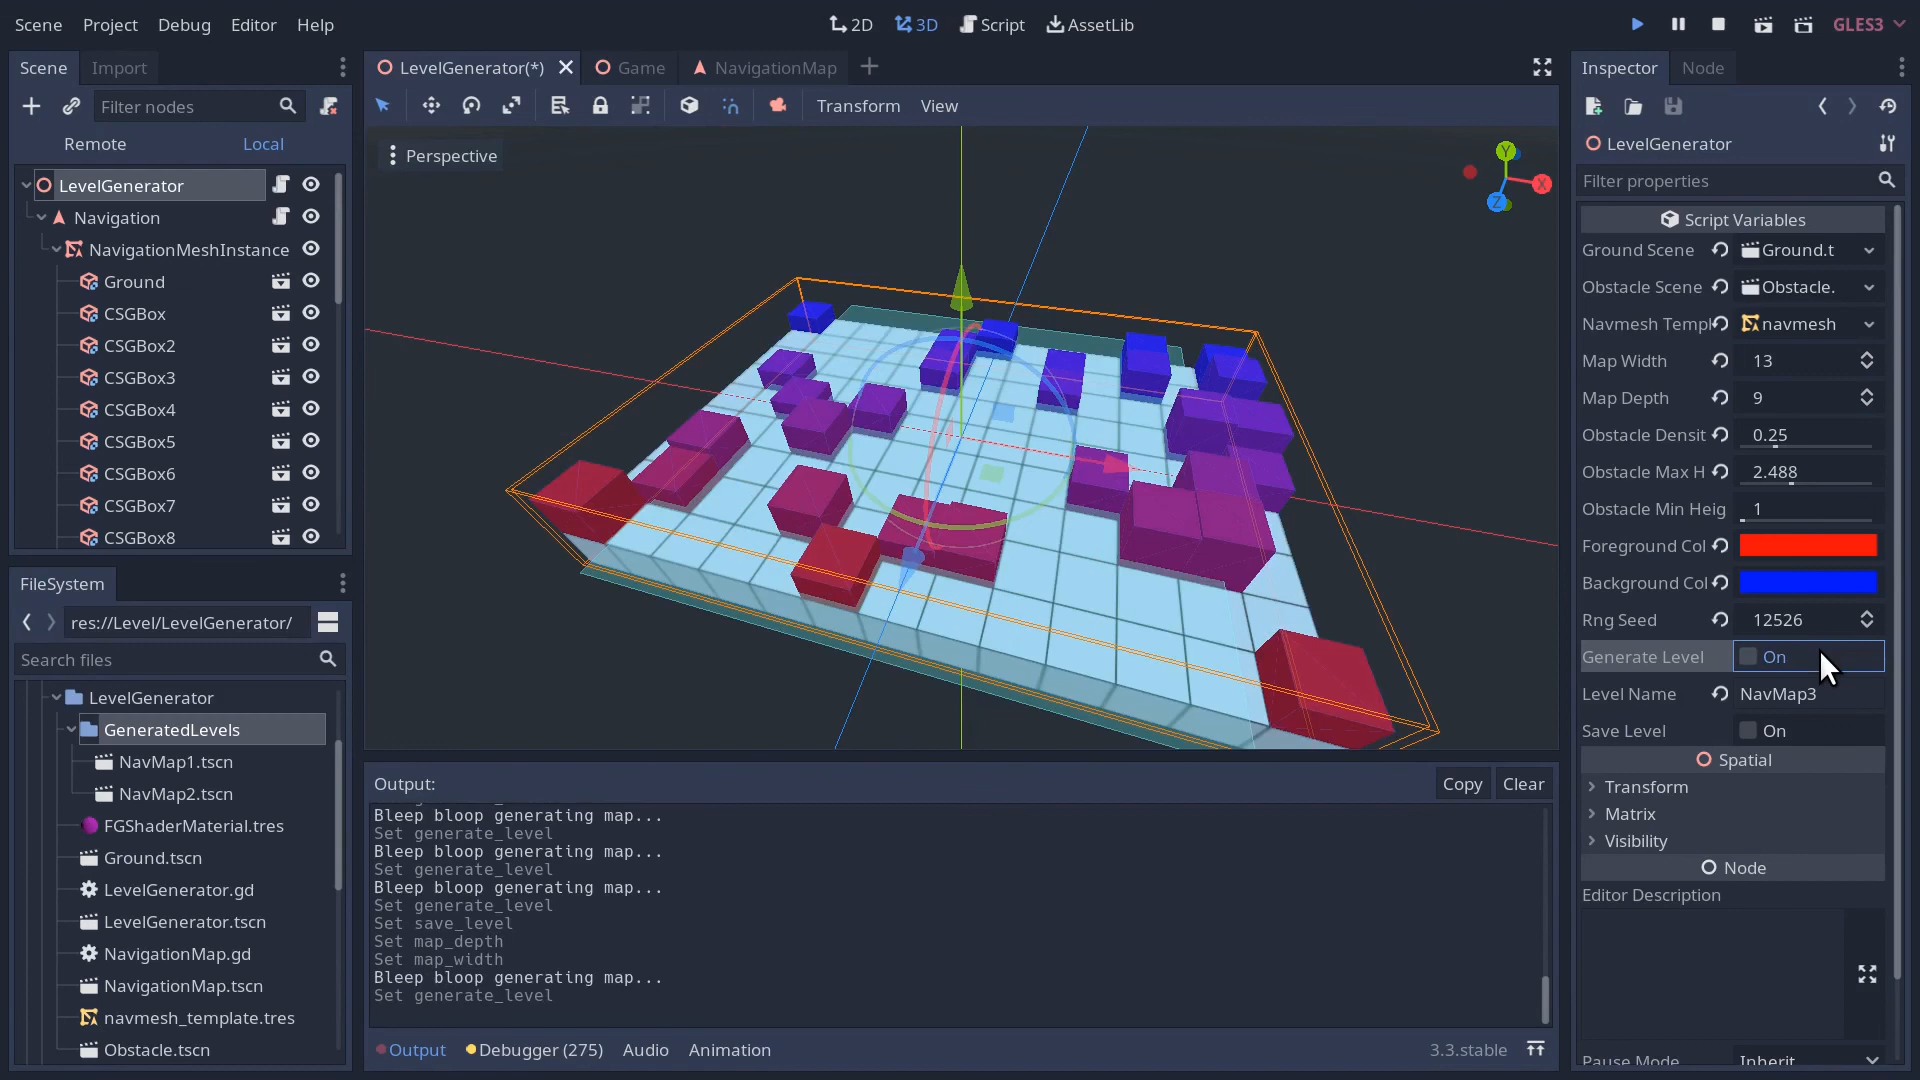 Scene Project Debug Editor Help
2D 3D Script AssetLib
GLES3
Scene Import
LevelGenerator(*) Game NavigationMap
Inspector Node
Filter nodes
Transform View
Remote Local
Perspective
Y
X
Z
LevelGenerator
Navigation
NavigationMeshInstance
Ground
CSGBox
CSGBox2
CSGBox3
CSGBox4
CSGBox5
CSGBox6
CSGBox7
CSGBox8
FileSystem
res://Level/LevelGenerator/
Search files
LevelGenerator
GeneratedLevels
NavMap1.tscn
NavMap2.tscn
FGShaderMaterial.tres
Ground.tscn
LevelGenerator.gd
LevelGenerator.tscn
NavigationMap.gd
NavigationMap.tscn
navmesh_template.tres
Obstacle.tscn
Output:
Copy Clear
Bleep bloop generating map...
Set generate_level
Bleep bloop generating map...
Set generate_level
Bleep bloop generating map...
Set generate_level
Set save_level
Set map_depth
Set map_width
Bleep bloop generating map...
Set generate_level
Output Debugger (275) Audio Animation
3.3.stable
LevelGenerator
Filter properties
Script Variables
Ground Scene Ground.t
Obstacle Scene Obstacle.
Navmesh Templ navmesh
Map Width 13
Map Depth 9
Obstacle Densit 0.25
Obstacle Max H 2.488
Obstacle Min Heig 1
Foreground Col
Background Col
Rng Seed 12526
Generate Level On
Level Name NavMap3
Save Level On
Spatial
Transform
Matrix
Visibility
Node
Editor Description
Pause Mode Inherit